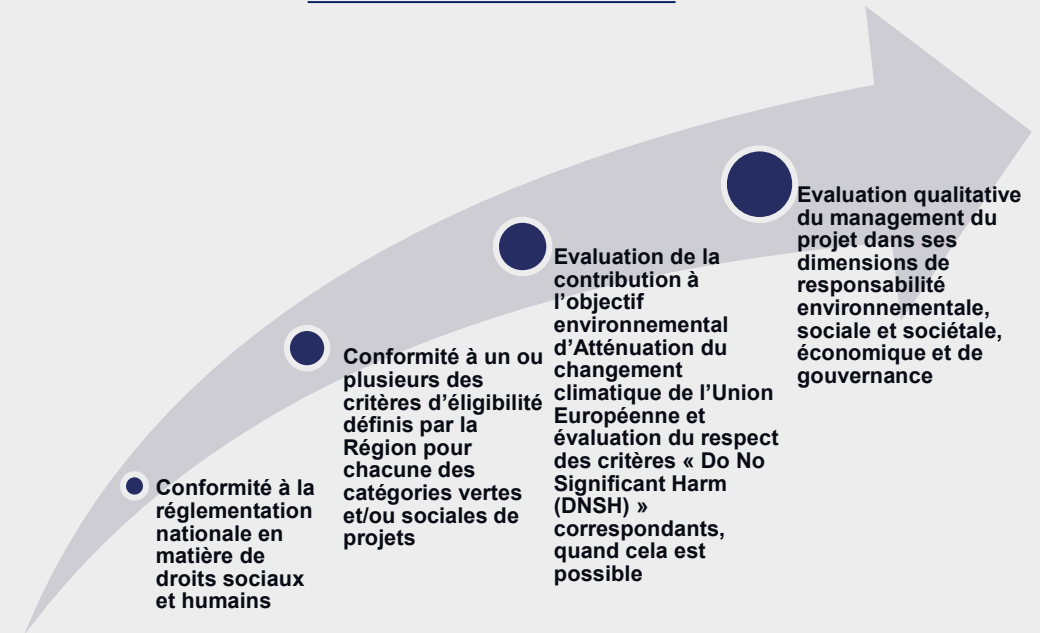 Conformité à la
réglementation
nationale en
matière de
droits sociaux
et humains
Conformité à un ou
plusieurs des
critères d’éligibilité
définis par la
Région pour
chacune des
catégories vertes
et/ou sociales de
projets
Evaluation de la
contribution à
l’objectif
environnemental
d’Atténuation du
changement
climatique de l’Union
Européenne et
évaluation du respect
des critères « Do No
Significant Harm
(DNSH) »
correspondants,
quand cela est
possible
Evaluation qualitative
du management du
projet dans ses
dimensions de
responsabilité
environnementale,
sociale et sociétale,
économique et de
gouvernance